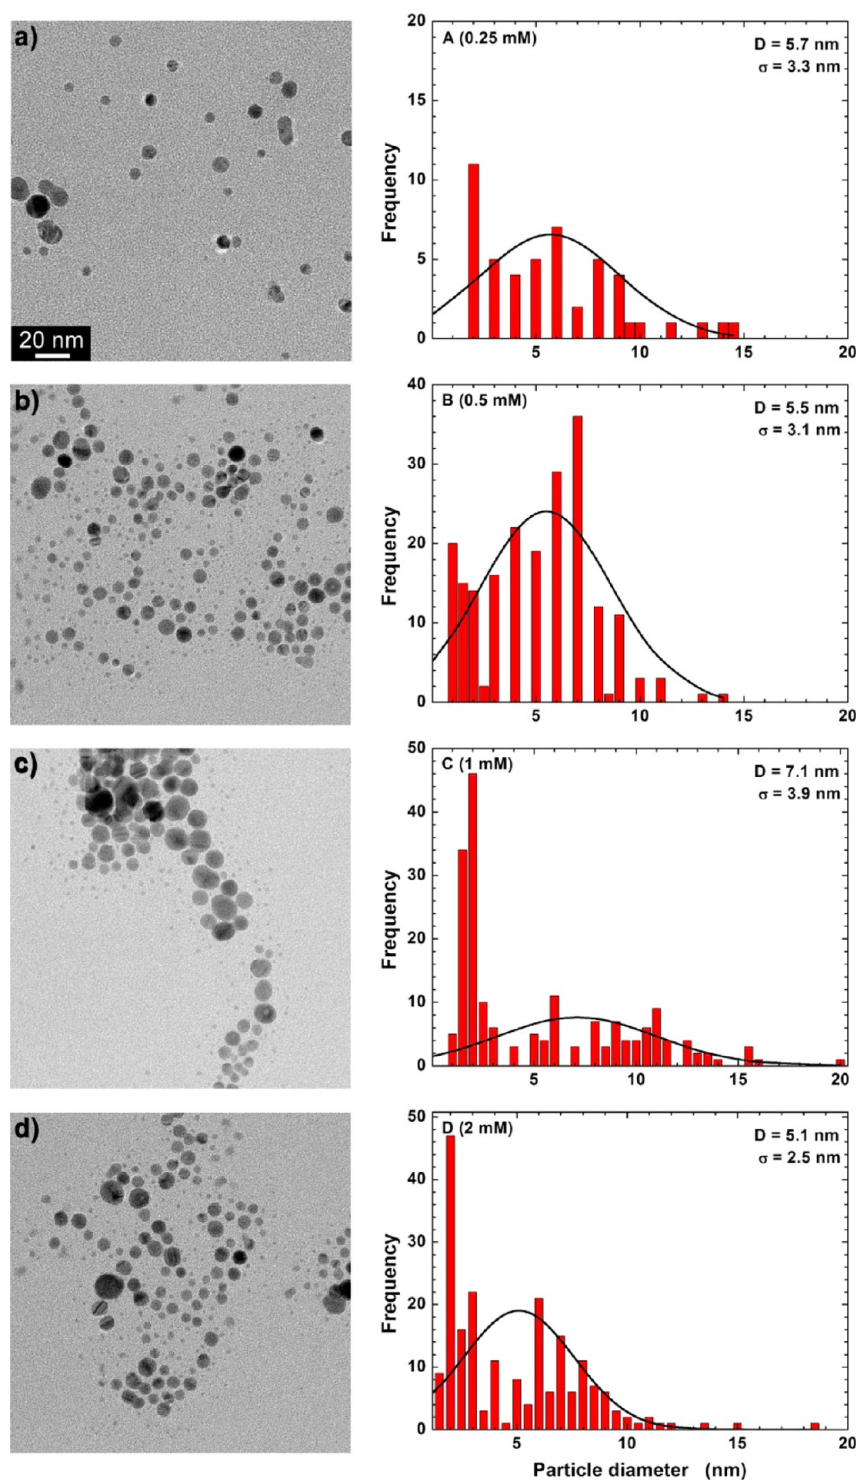 a)
20 nm
A (0.25 mM)
D = 5.7 nm
σ = 3.3 nm
Frequency
20
15
10
5
0
5 10 15 20
b)
B (0.5 mM)
D = 5.5 nm
σ = 3.1 nm
Frequency
40
30
20
10
0
5 10 15 20
c)
C (1 mM)
D = 7.1 nm
σ = 3.9 nm
Frequency
50
40
30
20
10
0
5 10 15 20
d)
D (2 mM)
D = 5.1 nm
σ = 2.5 nm
Frequency
50
40
30
20
10
0
5 10 15 20
Particle diameter (nm)